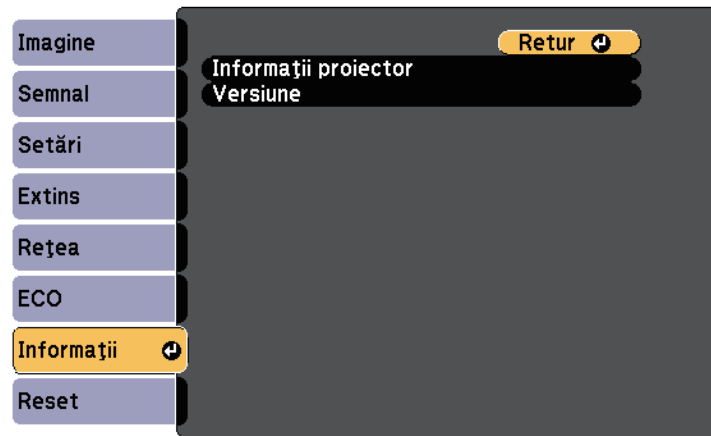 Imagine
Semnal
Setări
Extins
Reţea
ECO
Informaţii
Reset
Retur
Informaţii proiector
Versiune